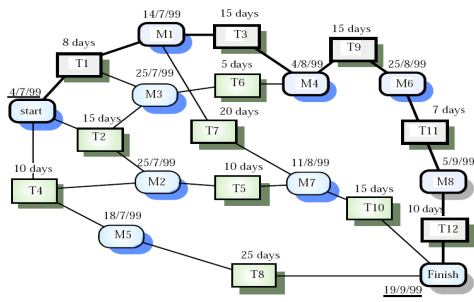 14/7/99
15 days
M1
T3
15 days
T9
8 days
T1
25/7/99
5 days
4/8/99
25/8/99
M3
T6
M4
M6
4/7/99
start
15 days
T2
20 days
T7
7 days
T11
10 days
T4
25/7/99
M2
10 days
T5
11/8/99
M7
5/9/99
M8
15 days
T10
18/7/99
M5
10 days
T12
25 days
T8
Finish
19/9/99